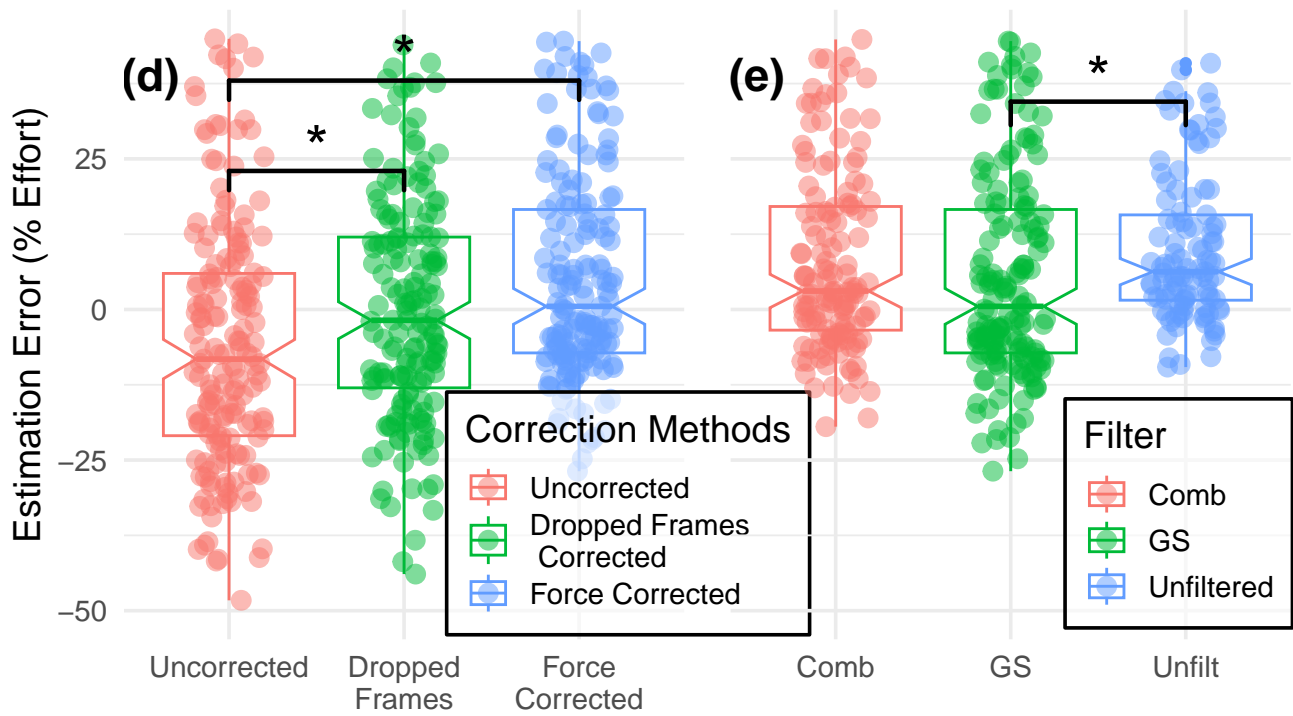 (d)
*
*
(e)
*
Estimation Error (% Effort)
25
0
−25
−50
Correction Methods
Uncorrected
Dropped Frames
Corrected
Force Corrected
Filter
Comb
GS
Unfiltered
Uncorrected
Dropped
Frames
Force
Corrected
Comb
GS
Unfilt